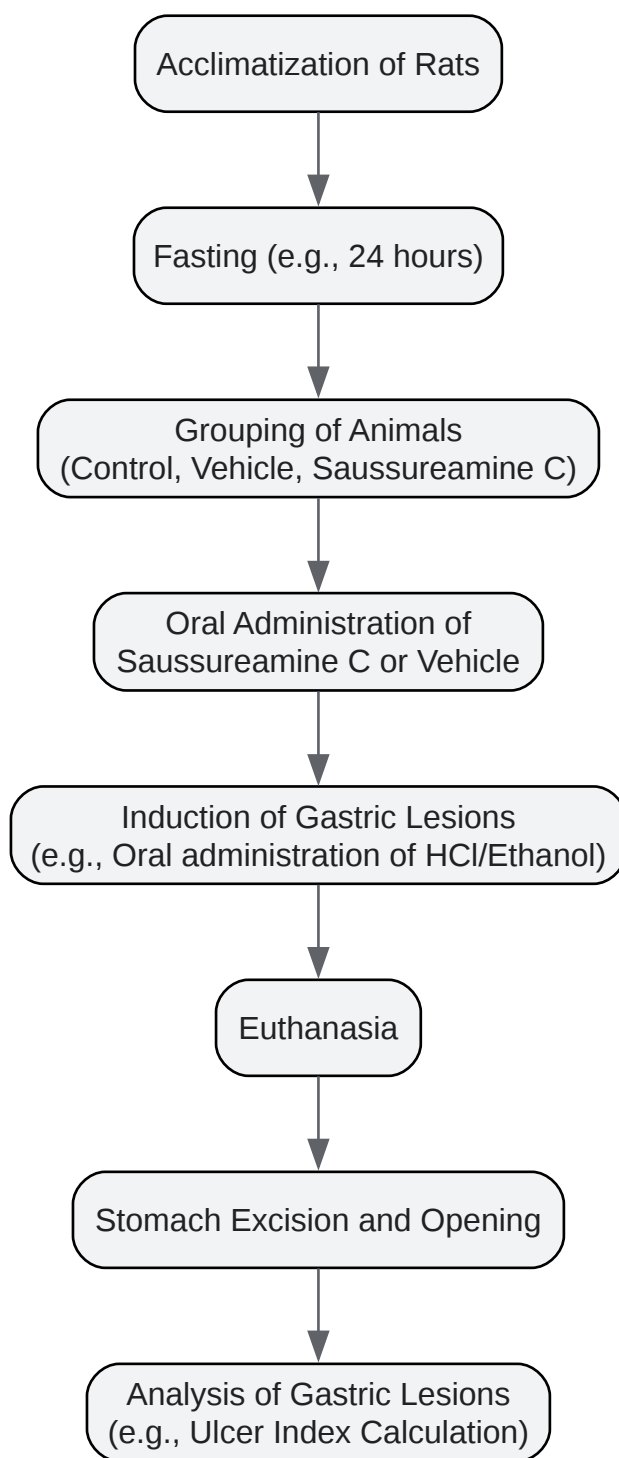 Acclimatization of Rats
Fasting (e.g., 24 hours)
Grouping of Animals
(Control, Vehicle, Saussureamine C)
Oral Administration of
Saussureamine C or Vehicle
Induction of Gastric Lesions
(e.g., Oral administration of HCl/Ethanol)
Euthanasia
Stomach Excision and Opening
Analysis of Gastric Lesions
(e.g., Ulcer Index Calculation)